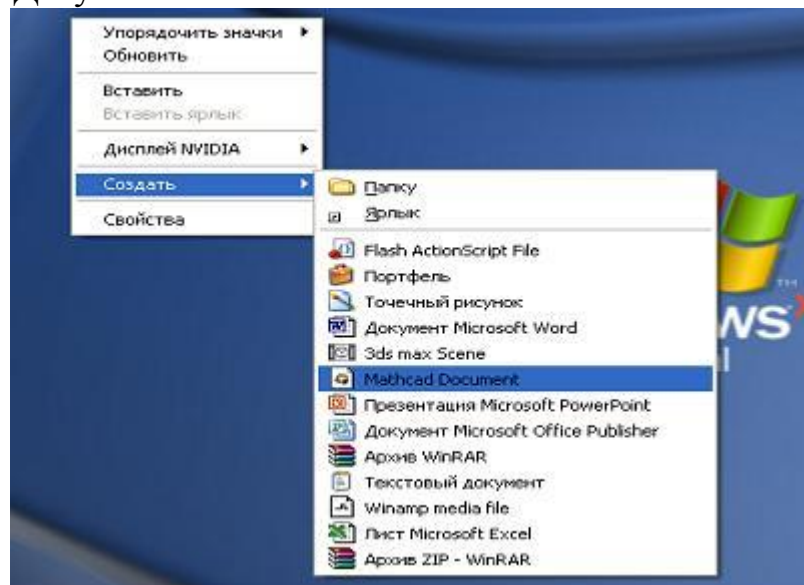 Упорядочить значки
Обновить
Вставить
Вставить ярлык
Дисплей NVIDIA
Создать
Свойства
Папку
Ярлык
Flash ActionScript File
Портфель
Точечный рисунок
Документ Microsoft Word
3ds max Scene
Mathcad Document
Презентация Microsoft PowerPoint
Документ Microsoft Office Publisher
Архив WinRAR
Текстовый документ
Winamp media file
Лист Microsoft Excel
Архив ZIP - WinRAR